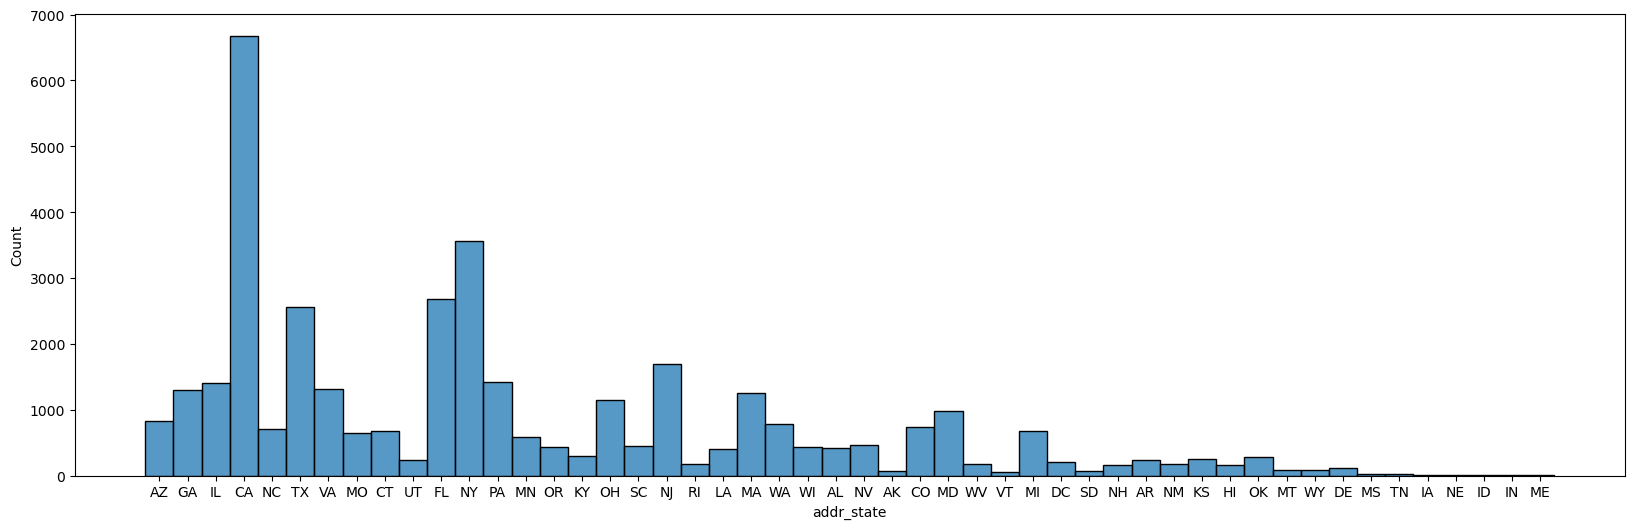 7000
6000
5000
4000
3000
2000
1000
0
Count
AZ GA IL CA NC TX VA MO CT UT FL NY PA MN OR KY OH SC NJ RI LA MA WA WI AL NV AK CO MD WV VT MI DC SD NH AR NM KS HI OK MT WY DE MS TN IA NE ID IN ME
addr_state